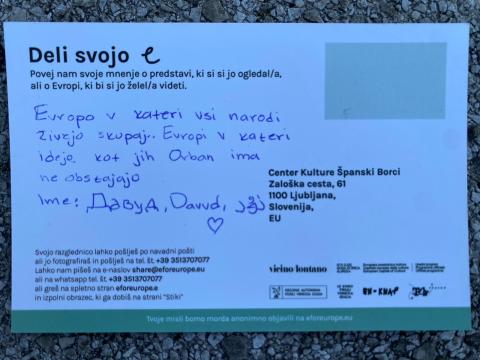 Deli svojo e
Povej nam svoje mnenje o predstavi, ki si si jo ogledal/a,
ali o Evropi, ki bi si jo želel/a videti.
Evropo v kateri vsi narodi
živijo skupaj. Evropi v kateri
ideje kot jih Orban ima
ne obstajajo
Ime: Давуд, Davud,
Center Kulture Španski Borci
Zaloška cesta, 61
1100 Ljubljana,
Slovenija,
EU
Svojo razglednico lahko pošlješ po navadni pošti
ali jo fotografiraš in pošlješ na tel. št. +39 3513707077
Lahko nam pišeš na e-naslov share@eforeurope.eu
ali na whatsapp tel. št. +39 3513707077
ali greš na spletno stran eforeurope.eu
in izpolni obrazec, ki ga dobiš na strani "Stiki"
vicino/lontano
EN-KNAP
Tvoje misli bomo morda anonimno objavili na eforeurope.eu